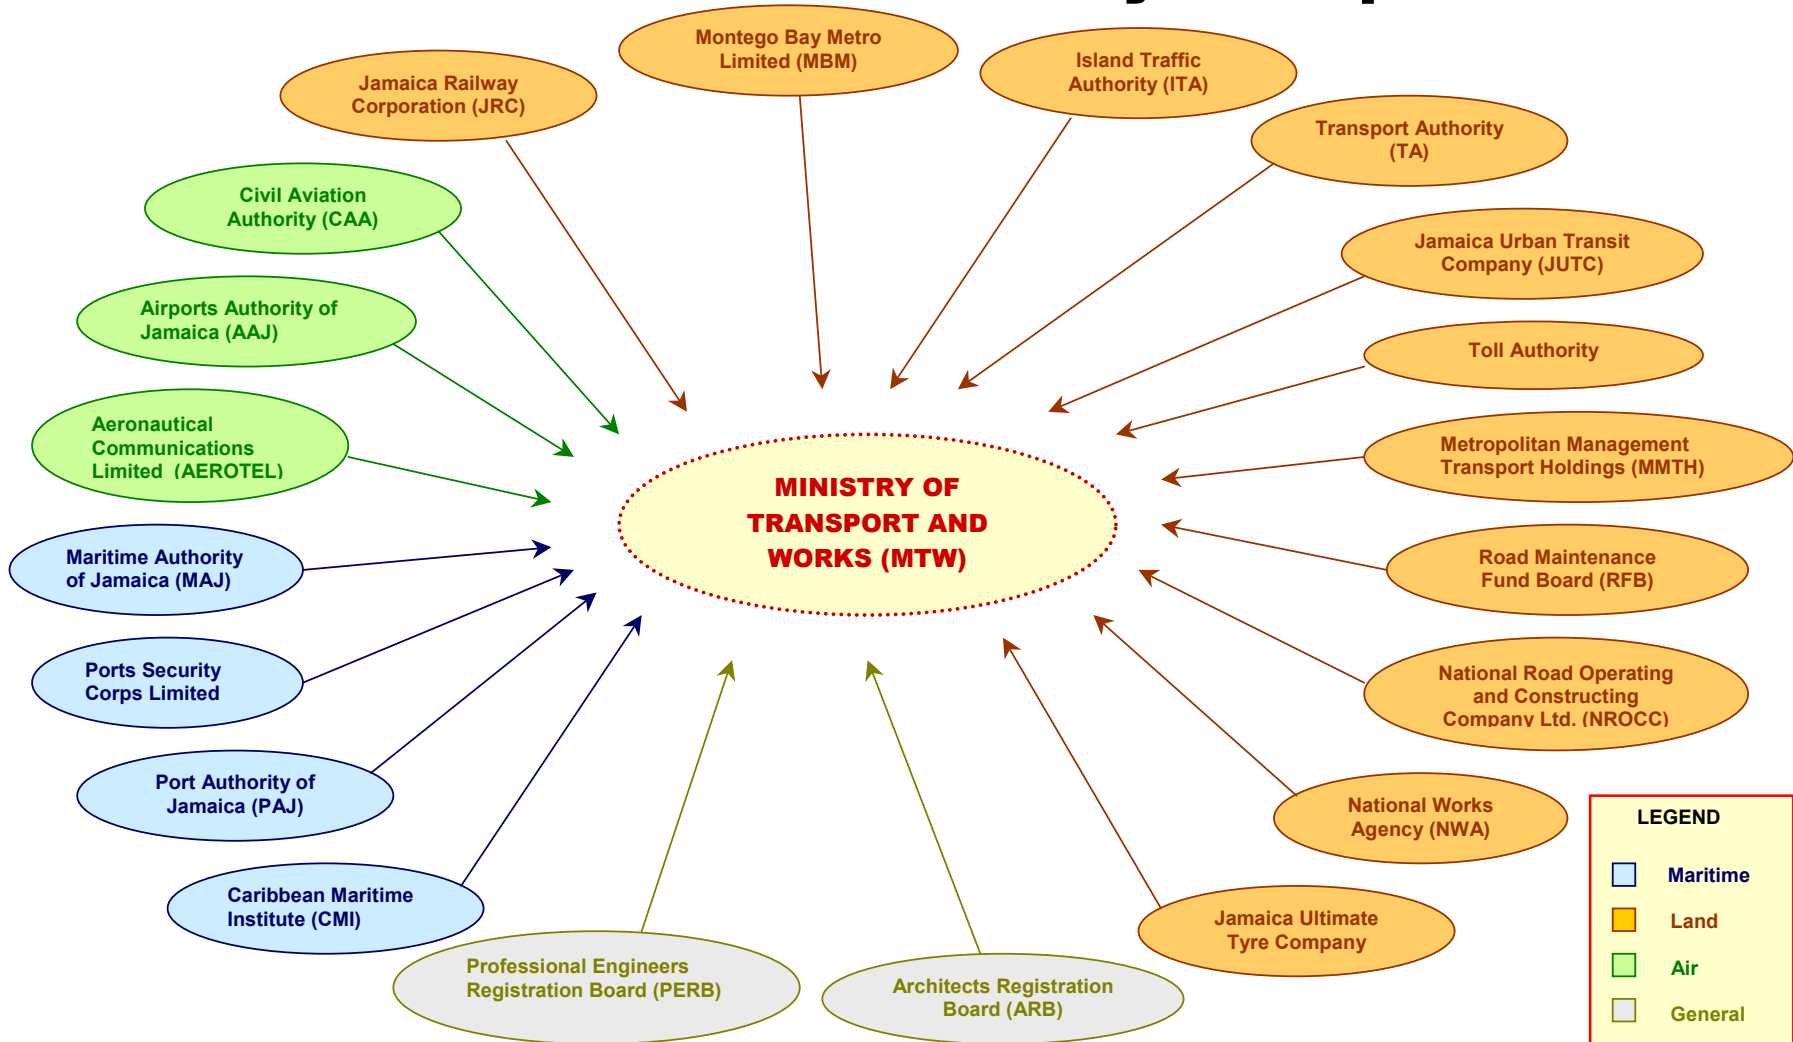 Montego Bay Metro
Limited (MBM)
Island Traffic
Authority (ITA)
Jamaica Railway
Corporation (JRC)
Transport Authority
(TA)
Civil Aviation
Authority (CAA)
Jamaica Urban Transit
Company (JUTC)
Airports Authority of
Jamaica (AAJ)
Toll Authority
Aeronautical
Communications
Limited (AEROTEL)
Metropolitan Management
Transport Holdings (MMTH)
MINISTRY OF
TRANSPORT AND
WORKS (MTW)
Maritime Authority
of Jamaica (MAJ)
Road Maintenance
Fund Board (RFB)
Ports Security
Corps Limited
National Road Operating
and Constructing
Company Ltd. (NROCC)
Port Authority of
Jamaica (PAJ)
National Works
Agency (NWA)
Caribbean Maritime
Institute (CMI)
Jamaica Ultimate
Tyre Company
Professional Engineers
Registration Board (PERB)
Architects Registration
Board (ARB)
LEGEND
Maritime
Land
Air
General